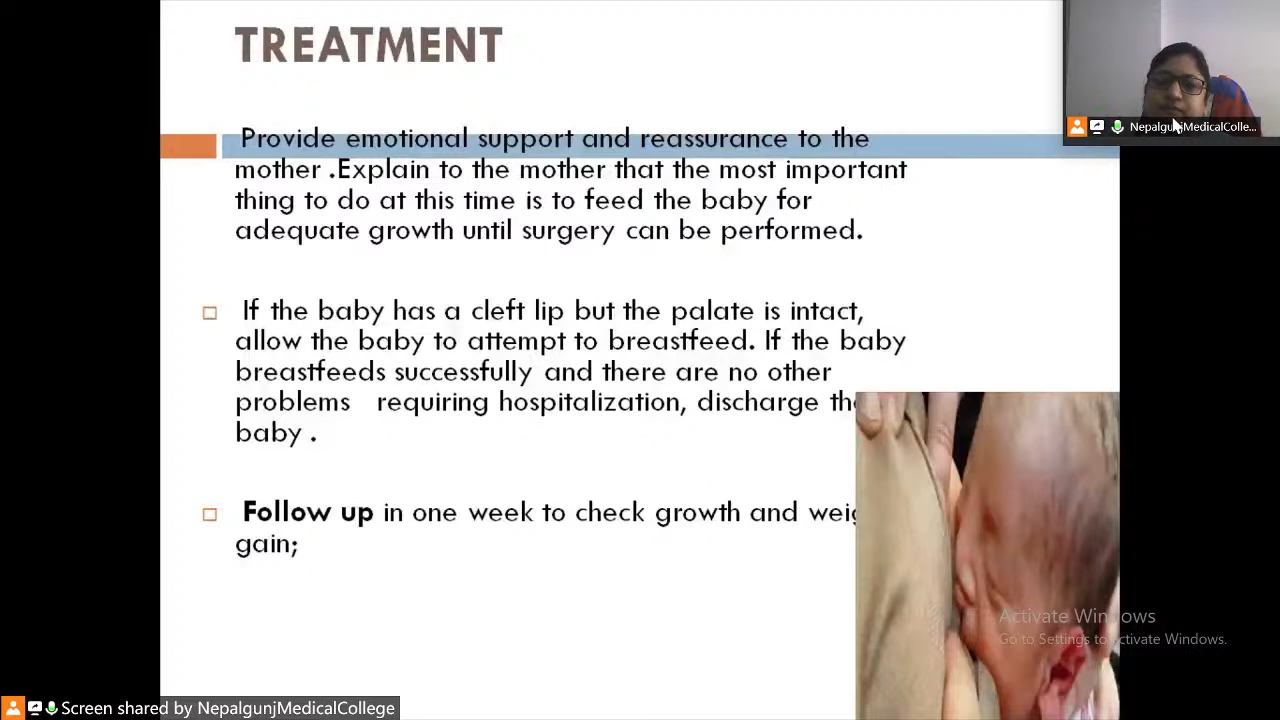 TREATMENT
NepalgunjMedicalColle...
Provide emotional support and reassurance to the
mother .Explain to the mother that the most important
thing to do at this time is to feed the baby for
adequate growth until surgery can be performed.
If the baby has a cleft lip but the palate is intact,
allow the baby to attempt to breastfeed. If the baby
breastfeeds successfully and there are no other
problems requiring hospitalization, discharge
baby .
Follow up in one week to check growth and
gain;
Activate Windows
Go to Settings to Activate Windows.
Screen shared by NepalgunjMedicalCollege